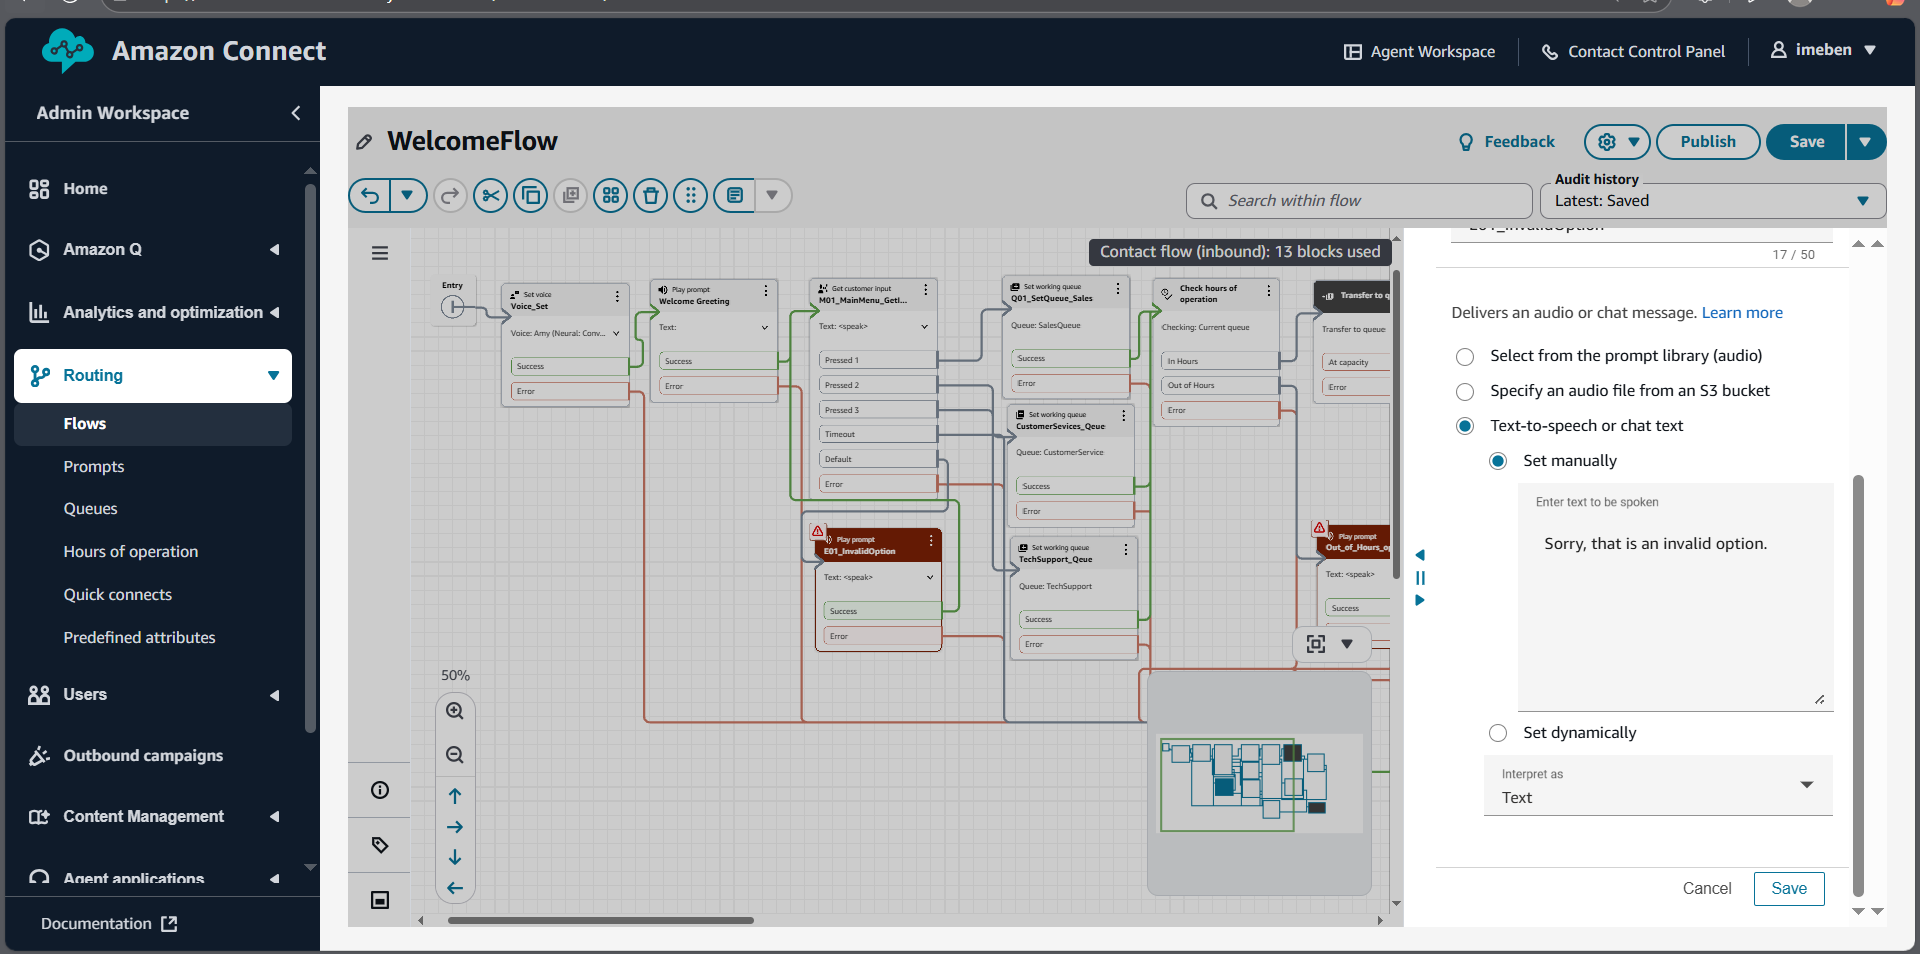 Amazon Connect
Agent Workspace
Contact Control Panel
imeben
Admin Workspace
Home
Amazon Q
Analytics and optimization
Routing
Flows
Prompts
Queues
Hours of operation
Quick connects
Predefined attributes
Users
Outbound campaigns
Content Management
Agent applications
Documentation
WelcomeFlow
Feedback
Publish
Save
Search within flow
Audit history
Latest: Saved
Contact flow (inbound): 13 blocks used
Entry
Set voice
Voice_Set
Voice: Amy (Neural: Conv...
Success
Error
Play prompt
Welcome Greeting
Text:
Success
Error
Get customer input
M01_MainMenu_GetI...
Text: <speak>
Pressed 1
Pressed 2
Pressed 3
Timeout
Default
Error
Play prompt
E01_InvalidOption
Text: <speak>
Success
Error
Set working queue
Q01_SetQueue_Sales
Queue: SalesQueue
Success
Error
Set working queue
CustomerSevices_Qeue
Queue: CustomerService
Success
Error
Set working queue
TechSupport_Qeue
Queue: TechSupport
Success
Error
Check hours of
operation
Checking: Current queue
In Hours
Out of Hours
Error
Transfer to q
Transfer to queue
At capacity
Error
Play prompt
Out_of_Hours_o
Text: <speak>
Success
50%
E01_InvalidOption
17 / 50
Delivers an audio or chat message. Learn more
Select from the prompt library (audio)
Specify an audio file from an S3 bucket
Text-to-speech or chat text
Set manually
Enter text to be spoken
Sorry, that is an invalid option.
Set dynamically
Interpret as
Text
Cancel
Save